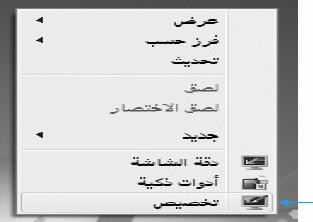 عرض
فرز حسب
تحديث
لصق
لصق الاختصار
جديد
دقة الشاشة
أدوات ذكية
تخصيص